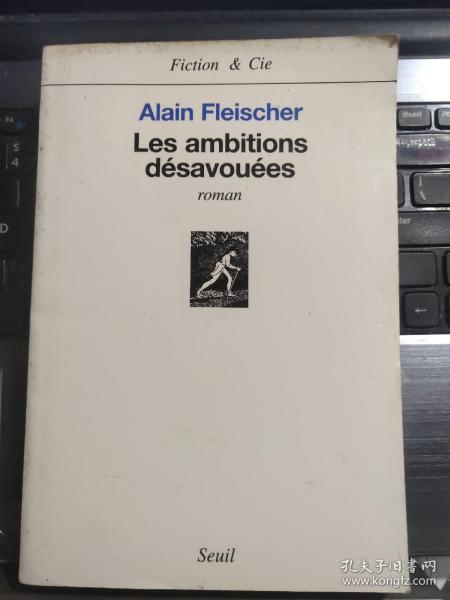 Fiction & Cie
Alain Fleischer
Les ambitions
désavouées
roman
Seuil
孔夫子旧书网
www.kongfz.com